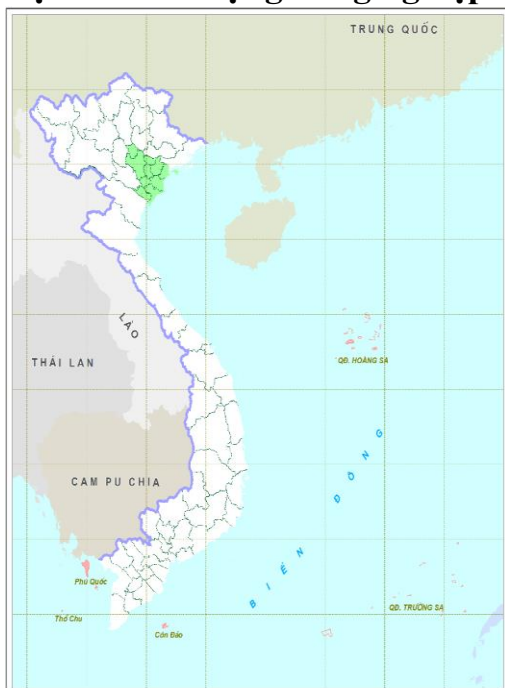 TRUNG QUỐC
LÀO
THÁI LAN
QĐ. HOÀNG SA
CAM PU CHIA
BIỂN ĐÔNG
Phú Quốc
Thổ Chu
Côn Đảo
QĐ. TRƯỜNG SA